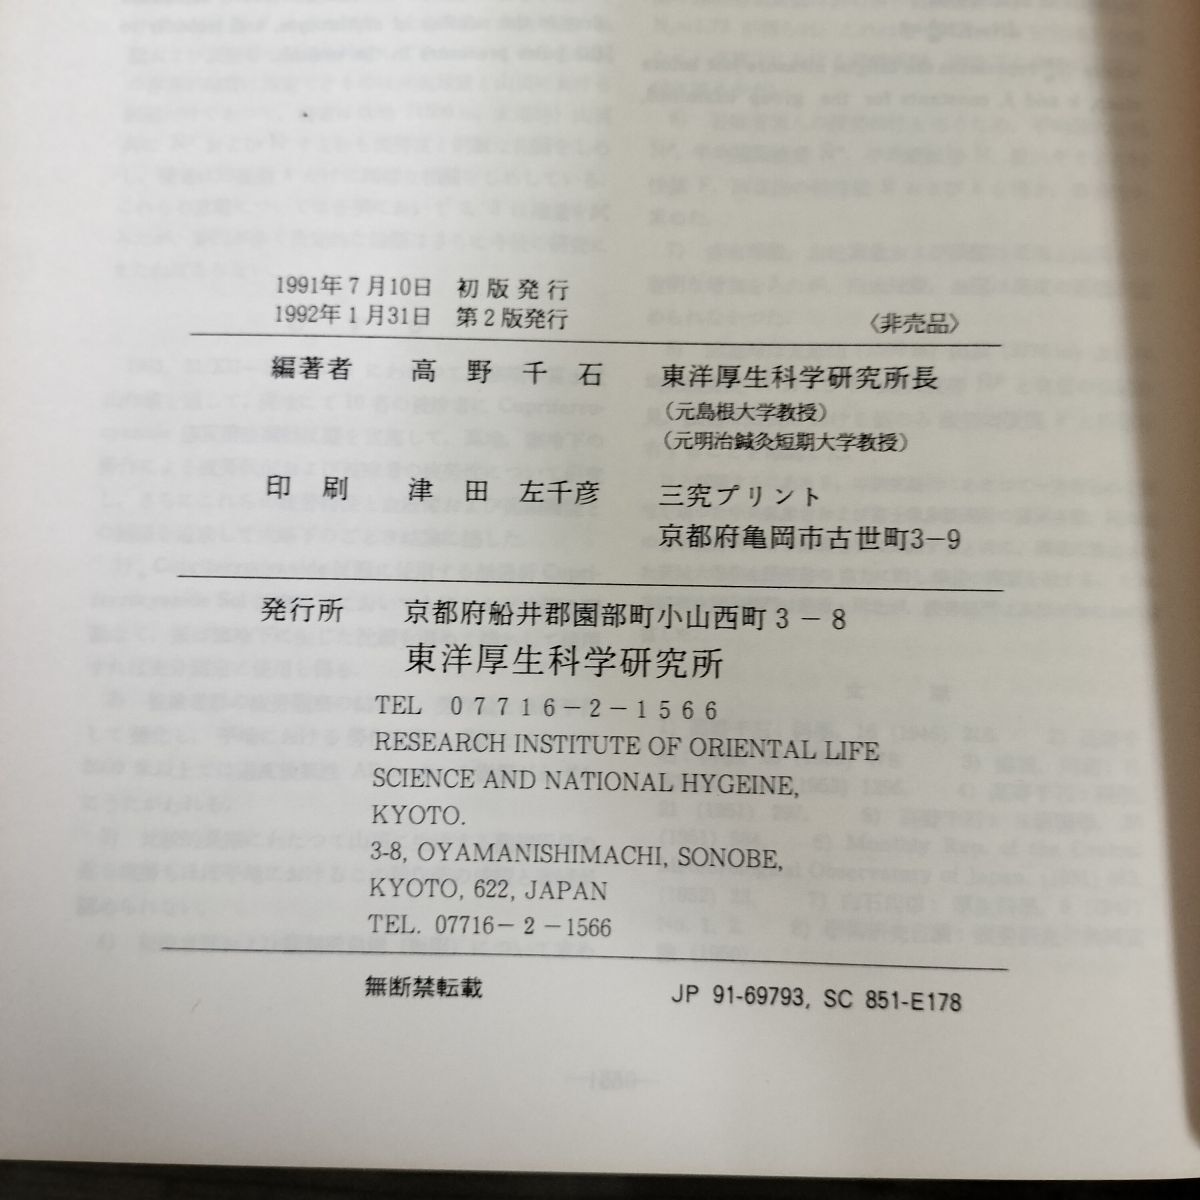 1991年7月10日 初版発行
1992年1月31日 第2版発行 〈非売品〉
編著者 高野千石 東洋厚生科学研究所長
(元島根大学教授)
(元明治鍼灸短期大学教授)
印刷 津田左千彦 三究プリント
京都府亀岡市古世町3-9
発行所 京都府船井郡園部町小山西町3-8
東洋厚生科学研究所
TEL 07716-2-1566
RESEARCH INSTITUTE OF ORIENTAL LIFE
SCIENCE AND NATIONAL HYGEINE,
KYOTO.
3-8, OYAMANISHIMACHI, SONOBE,
KYOTO, 622, JAPAN
TEL. 07716-2-1566
無断禁転載 JP 91-69793, SC 851-E178